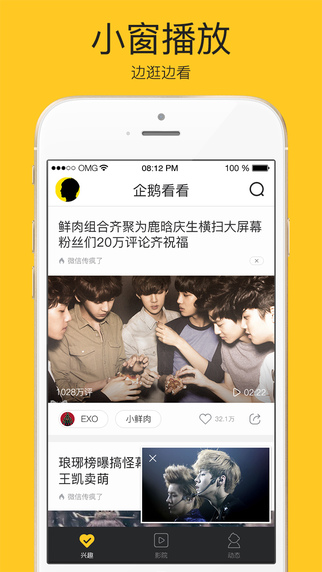 小窗播放
边逛边看
OMG
08:12 PM
100 %
企鹅看看
鲜肉组合齐聚为鹿晗庆生横扫大屏幕
粉丝们20万评论齐祝福
微信传疯了
1028万评
02:22
EXO
小鲜肉
32.1万
琅琊榜曝搞怪幕
王凯卖萌
微信传疯了
兴趣
影院
动态